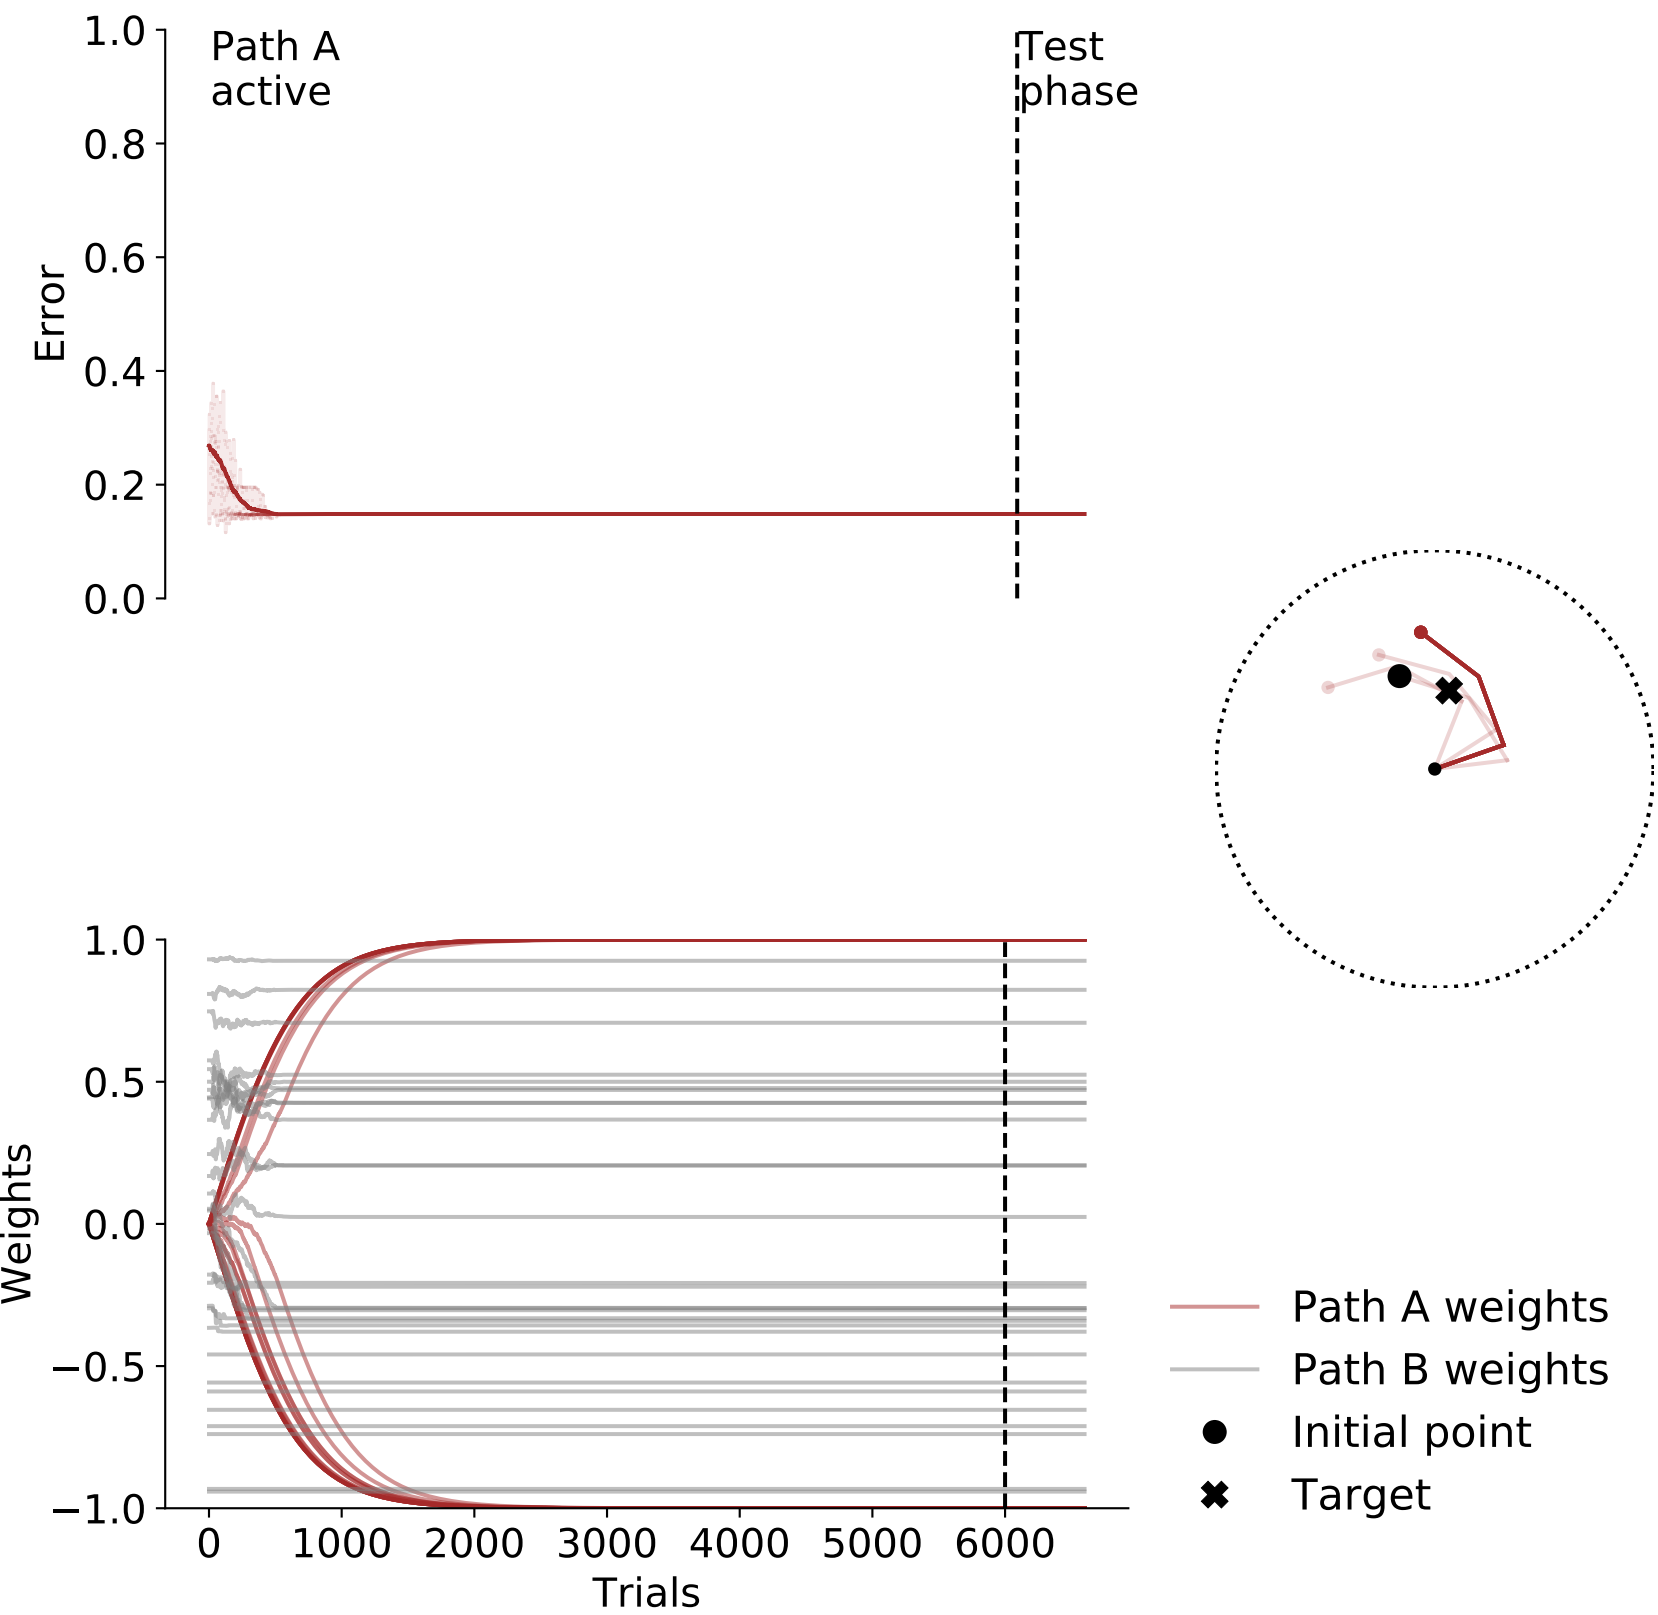 1.0
0.8
0.6
0.4
0.2
0.0
Error
Path A
active
Test
phase
1.0
0.5
0.0
−0.5
−1.0
Weights
0 1000 2000 3000 4000 5000 6000
Trials
Path A weights
Path B weights
Initial point
Target